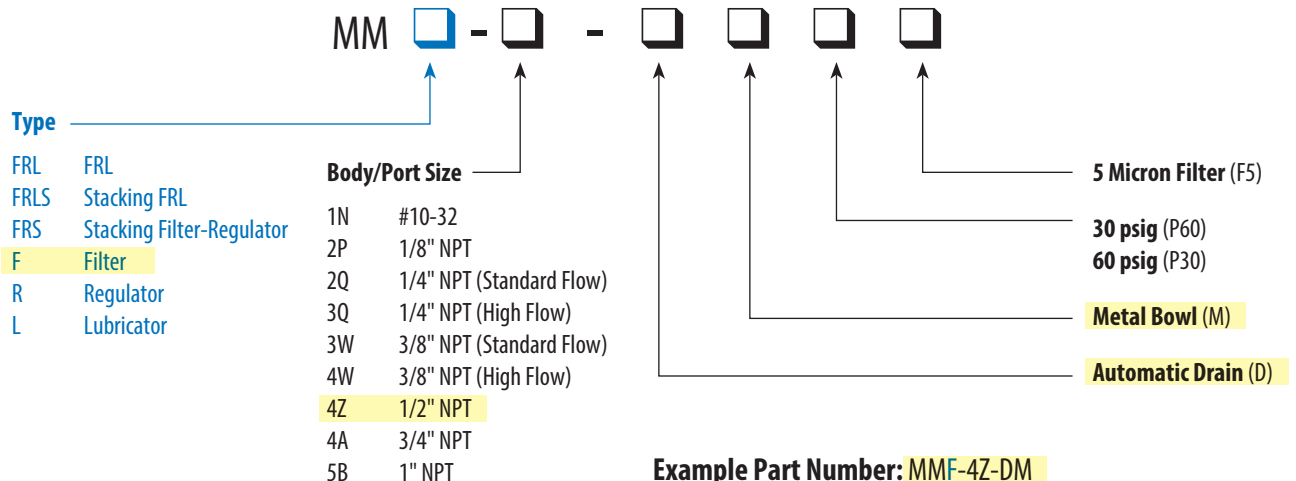 MM - -
Type
FRL FRL
FRLS Stacking FRL
FRS Stacking Filter-Regulator
F Filter
R Regulator
L Lubricator
Body/Port Size
1N #10-32
2P 1/8" NPT
2Q 1/4" NPT (Standard Flow)
3Q 1/4" NPT (High Flow)
3W 3/8" NPT (Standard Flow)
4W 3/8" NPT (High Flow)
4Z 1/2" NPT
4A 3/4" NPT
5B 1" NPT
5 Micron Filter (F5)
30 psig (P60)
60 psig (P30)
Metal Bowl (M)
Automatic Drain (D)
Example Part Number: MMF-4Z-DM